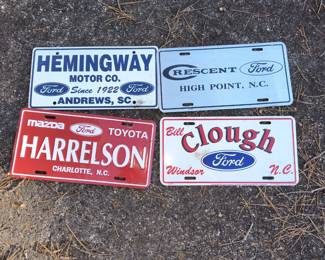 HEMINGWAY
MOTOR CO.
Ford Since 1922 Ford
ANDREWS, SC.
CRESCENT Ford
HIGH POINT, N.C.
mazda Ford TOYOTA
HARRELSON
CHARLOTTE, N.C.
Bill
Clough
Ford
Windsor N.C.